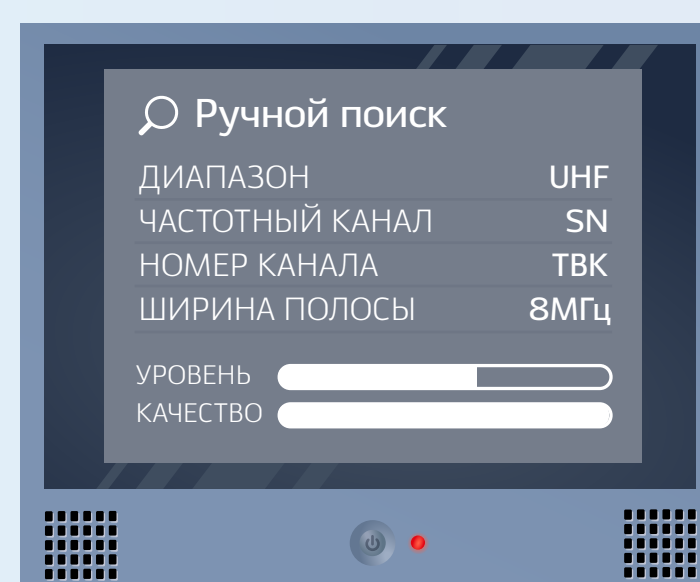 Ручной поиск
ДИАПАЗОН UHF
ЧАСТОТНЫЙ КАНАЛ SN
НОМЕР КАНАЛА ТВК
ШИРИНА ПОЛОСЫ 8МГц
УРОВЕНЬ
КАЧЕСТВО